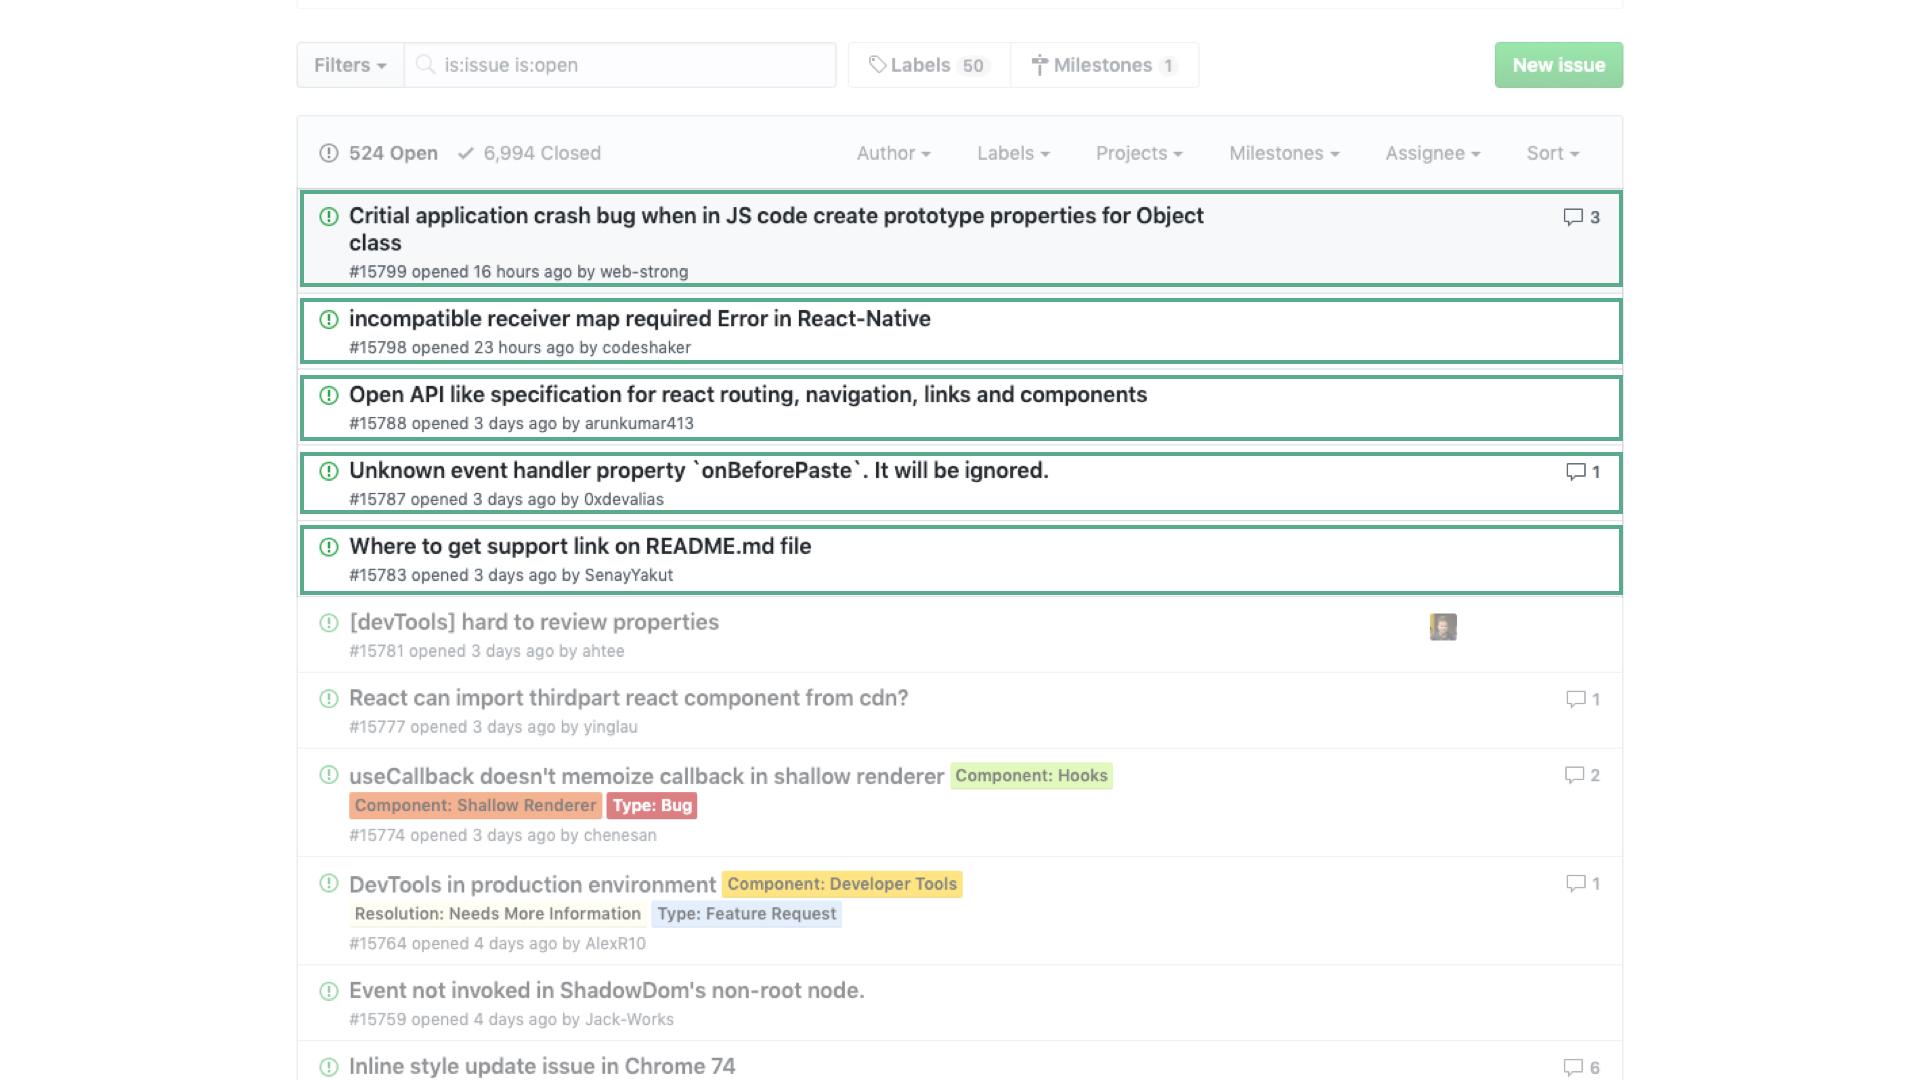 Filters is:issue is:open Labels 50 Milestones 1 New issue
524 Open 6,994 Closed Author Labels Projects Milestones Assignee Sort
Critial application crash bug when in JS code create prototype properties for Object 3
class
#15799 opened 16 hours ago by web-strong
incompatible receiver map required Error in React-Native
#15798 opened 23 hours ago by codeshaker
Open API like specification for react routing, navigation, links and components
#15788 opened 3 days ago by arunkumar413
Unknown event handler property `onBeforePaste`. It will be ignored. 1
#15787 opened 3 days ago by 0xdevalias
Where to get support link on README.md file
#15783 opened 3 days ago by SenayYakut
[devTools] hard to review properties
#15781 opened 3 days ago by ahtee
React can import thirdpart react component from cdn? 1
#15777 opened 3 days ago by yinglau
useCallback doesn't memoize callback in shallow renderer Component: Hooks 2
Component: Shallow Renderer Type: Bug
#15774 opened 3 days ago by chenesan
DevTools in production environment Component: Developer Tools 1
Resolution: Needs More Information Type: Feature Request
#15764 opened 4 days ago by AlexR10
Event not invoked in ShadowDom's non-root node.
#15759 opened 4 days ago by Jack-Works
Inline style update issue in Chrome 74 6